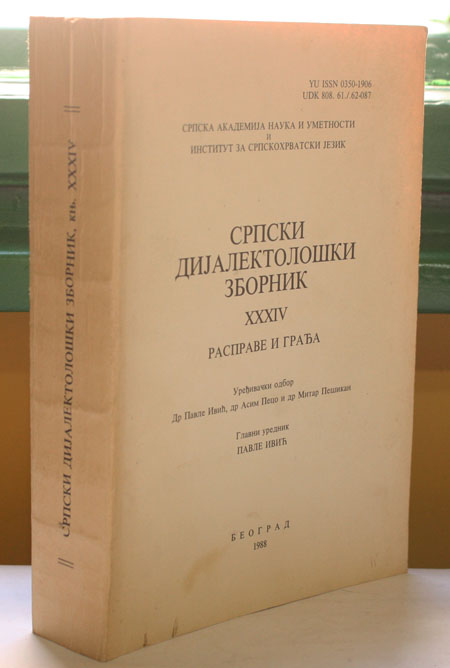 YU ISSN 0350-1906
UDK 808. 61./.62-087
СРПСКА АКАДЕМИЈА НАУКА И УМЕТНОСТИ
И
ИНСТИТУТ ЗА СРПСКОХРВАТСКИ ЈЕЗИК
СРПСКИ
ДИЈАЛЕКТОЛОШКИ
ЗБОРНИК
XXXIV
РАСПРАВЕ И ГРАЂА
Уређивачки одбор
Др Павле Ивић, др Асим Пецо и др Митар Пешикан
Главни уредник
ПАВЛЕ ИВИЋ
БЕОГРАД
1988
СРПСКИ ДИЈАЛЕКТОЛОШКИ ЗБОРНИК, књ. XXXIV